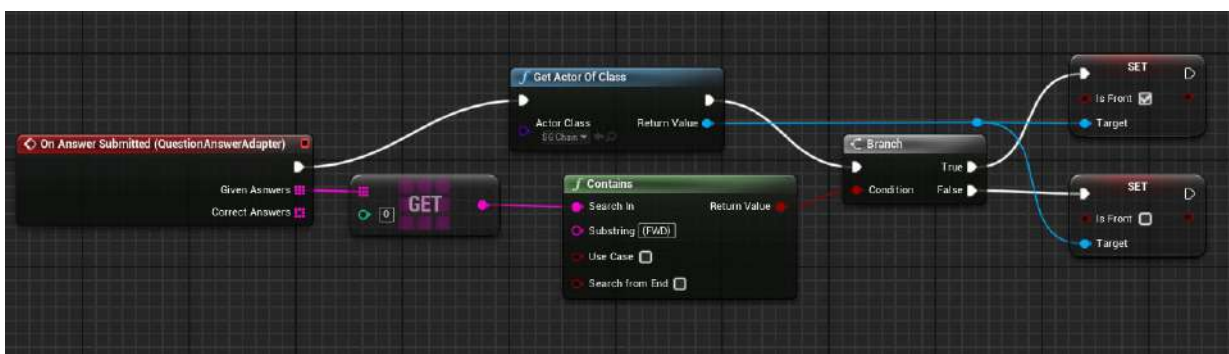 On Answer Submitted (QuestionAnswerAdapter)
Given Asnwers
Correct Answers
0
GET
Get Actor Of Class
Actor Class
Return Value
SGChain
Contains
Search In
Return Value
Substring (FWD)
Use Case
Search from End
Branch
True
Condition
False
SET
Is Front
Target
SET
Is Front
Target